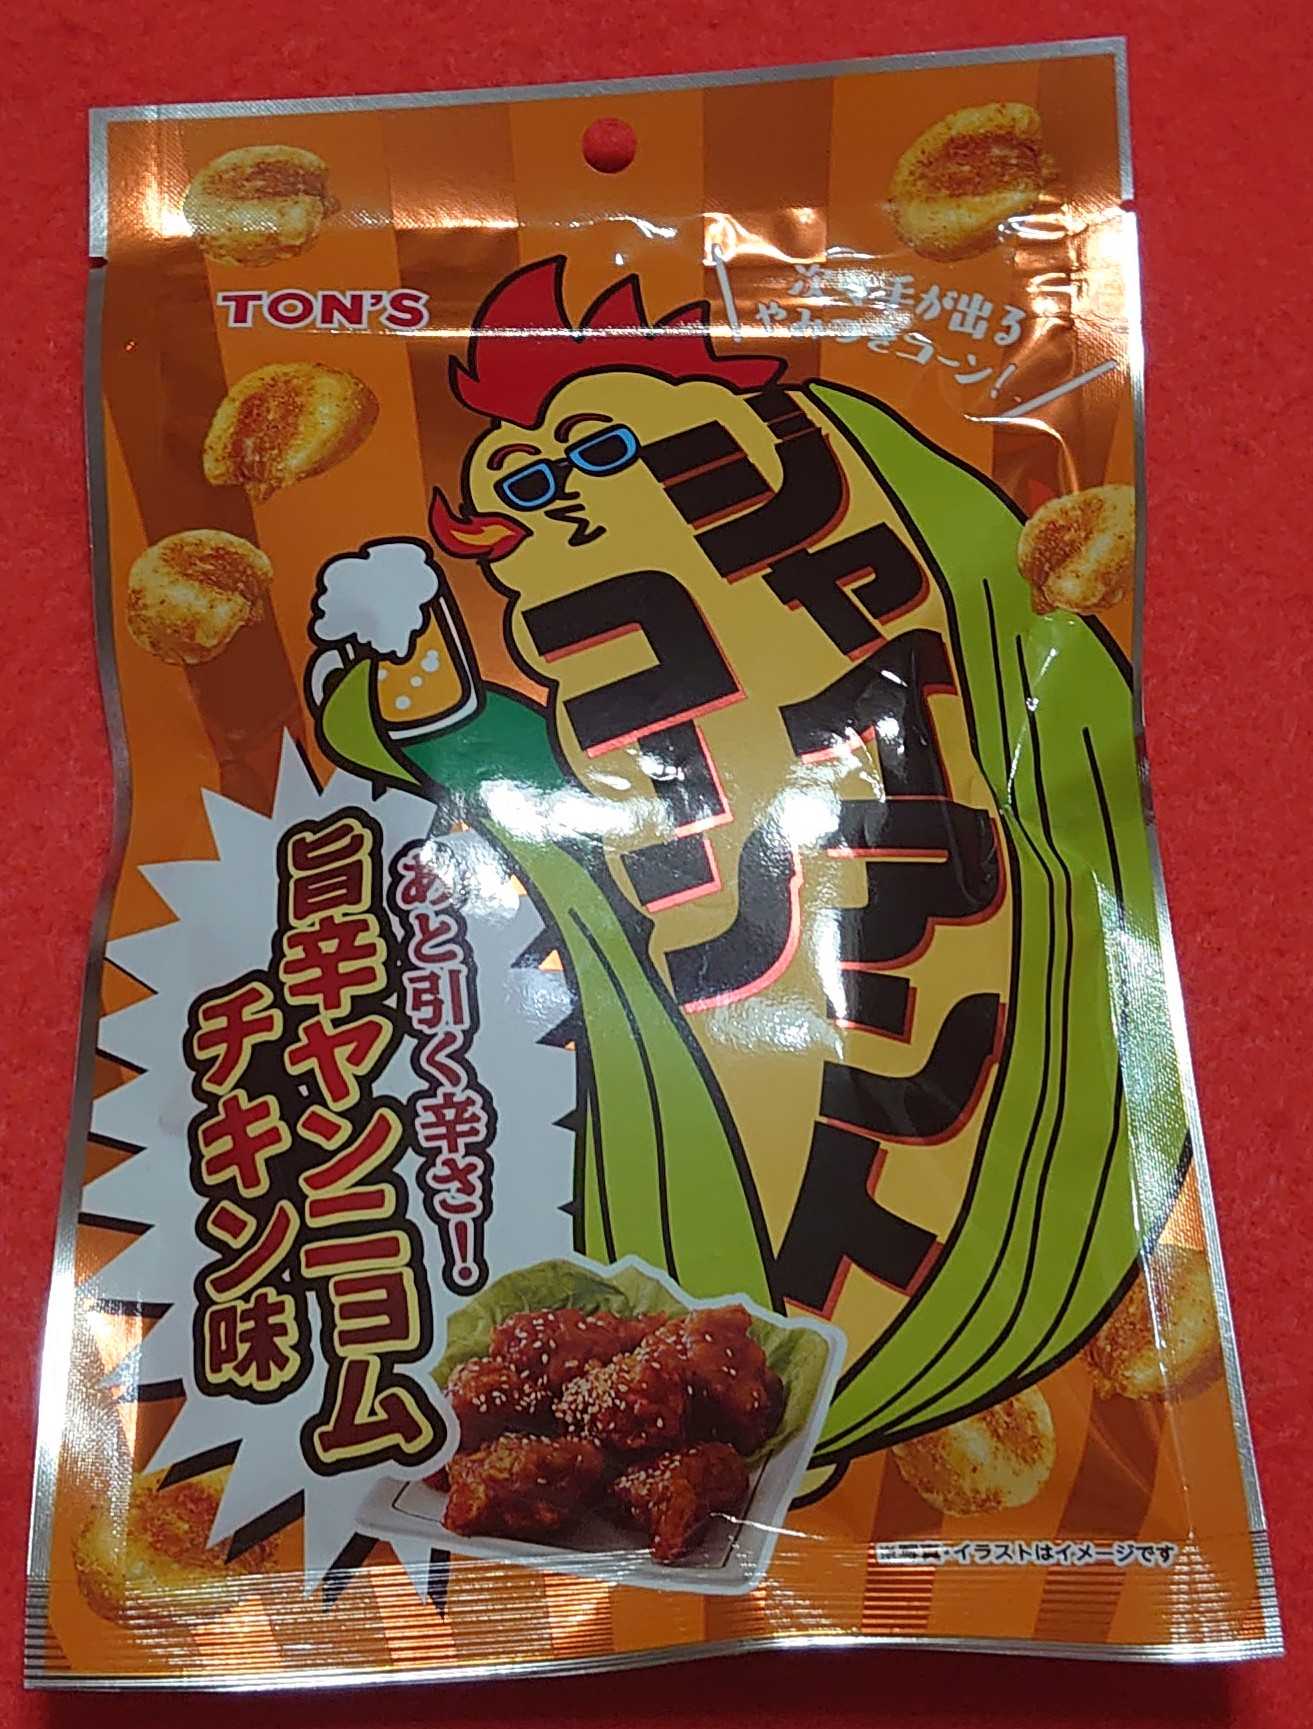 TON'S
次々手が出る
やみつきコーン!
ジャイアント
コーン
あと引く辛さ!
旨辛ヤンニョム
チキン味
・イラストはイメージです